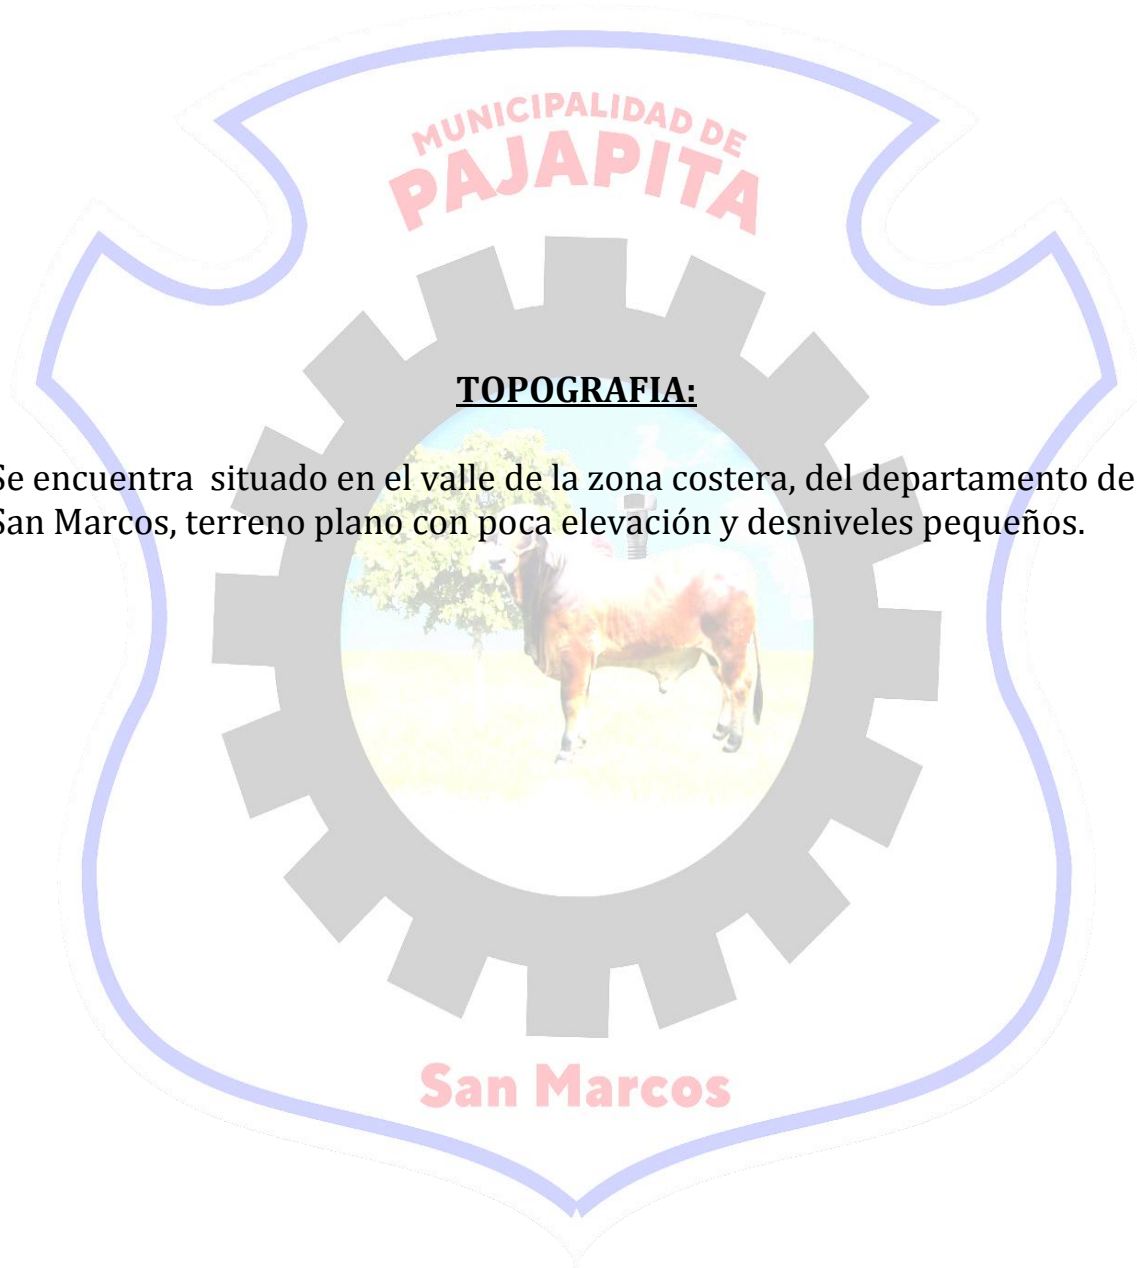 MUNICIPALIDAD DE
PAJAPITA
TOPOGRAFIA:
Se encuentra situado en el valle de la zona costera, del departamento de
San Marcos, terreno plano con poca elevación y desniveles pequeños.
San Marcos